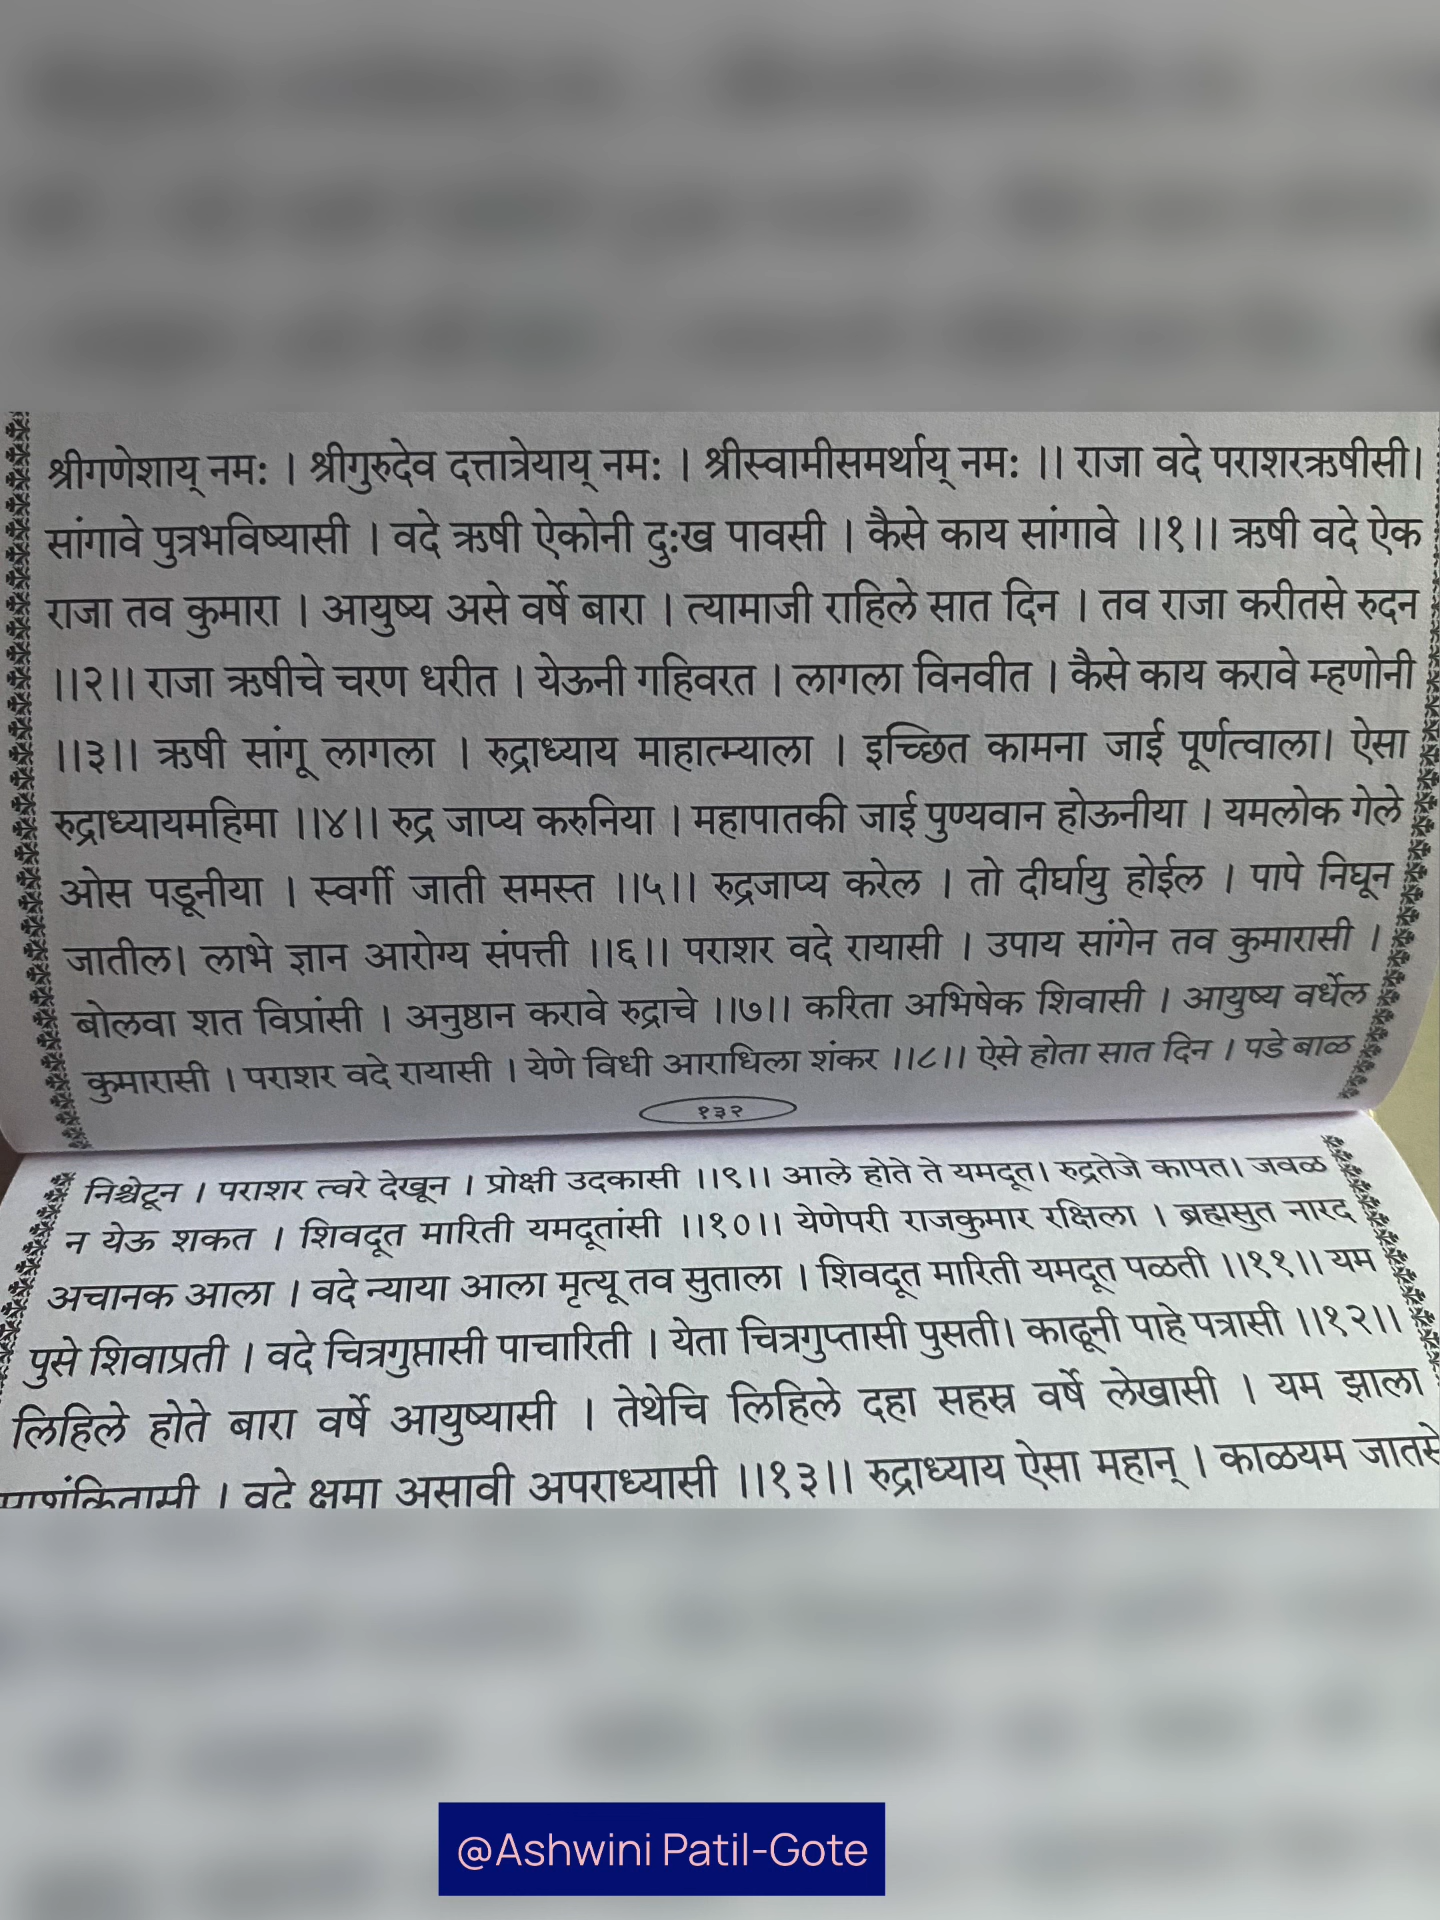 श्रीगणेशाय् नमः । श्रीगुरुदेव दत्तात्रेयाय् नमः । श्रीस्वामीसमर्थाय् नमः ।। राजा वदे पराशरऋषीसी।
सांगावे पुत्रभविष्यासी । वदे ऋषी ऐकोनी दुःख पावसी । कैसे काय सांगावे ।।१।। ऋषी वदे ऐक
राजा तव कुमारा । आयुष्य असे वर्षे बारा । त्यामाजी राहिले सात दिन । तव राजा करीतसे रुदन
।।२।। राजा ऋषीचे चरण धरीत । येऊनी गहिवरत । लागला विनवीत । कैसे काय करावे म्हणोनी
।।३।। ऋषी सांगू लागला । रुद्राध्याय माहात्म्याला । इच्छित कामना जाई पूर्णत्वाला। ऐसा
रुद्राध्यायमहिमा ।।४।। रुद्र जाप्य करुनिया । महापातकी जाई पुण्यवान होऊनीया । यमलोक गेले
ओस पडूनीया । स्वर्गी जाती समस्त ।।५।। रुद्रजाप्य करेल । तो दीर्घायु होईल । पापे निघून
जातील। लाभे ज्ञान आरोग्य संपत्ती ।।६।। पराशर वदे रायासी । उपाय सांगेन तव कुमारासी ।
बोलवा शत विप्रांसी । अनुष्ठान करावे रुद्राचे ।।७।। करिता अभिषेक शिवासी । आयुष्य वर्धेल
कुमारासी । पराशर वदे रायासी । येणे विधी आराधिला शंकर ।।८।। ऐसे होता सात दिन । पडे बाळ
१३२
निश्चेटून । पराशर त्वरे देखून । प्रोक्षी उदकासी ।।९।। आले होते ते यमदूत। रुद्रतेजे कापत। जवळ
न येऊ शकत । शिवदूत मारिती यमदूतांसी ।।१०।। येणेपरी राजकुमार रक्षिला । ब्रह्मसुत नारद
अचानक आला । वदे न्याया आला मृत्यू तव सुताला । शिवदूत मारिती यमदूत पळती ।।११।। यम
पुसे शिवाप्रती । वदे चित्रगुप्तासी पाचारिती । येता चित्रगुप्तासी पुसती। काढूनी पाहे पत्रासी ।।१२।।
लिहिले होते बारा वर्षे आयुष्यासी । तेथेचि लिहिले दहा सहस्र वर्षे लेखासी । यम झाला
। वदे क्षमा असावी अपराध्यासी ।।१३।। रुद्राध्याय ऐसा महान् । काळयम जातसे
@Ashwini Patil-Gote